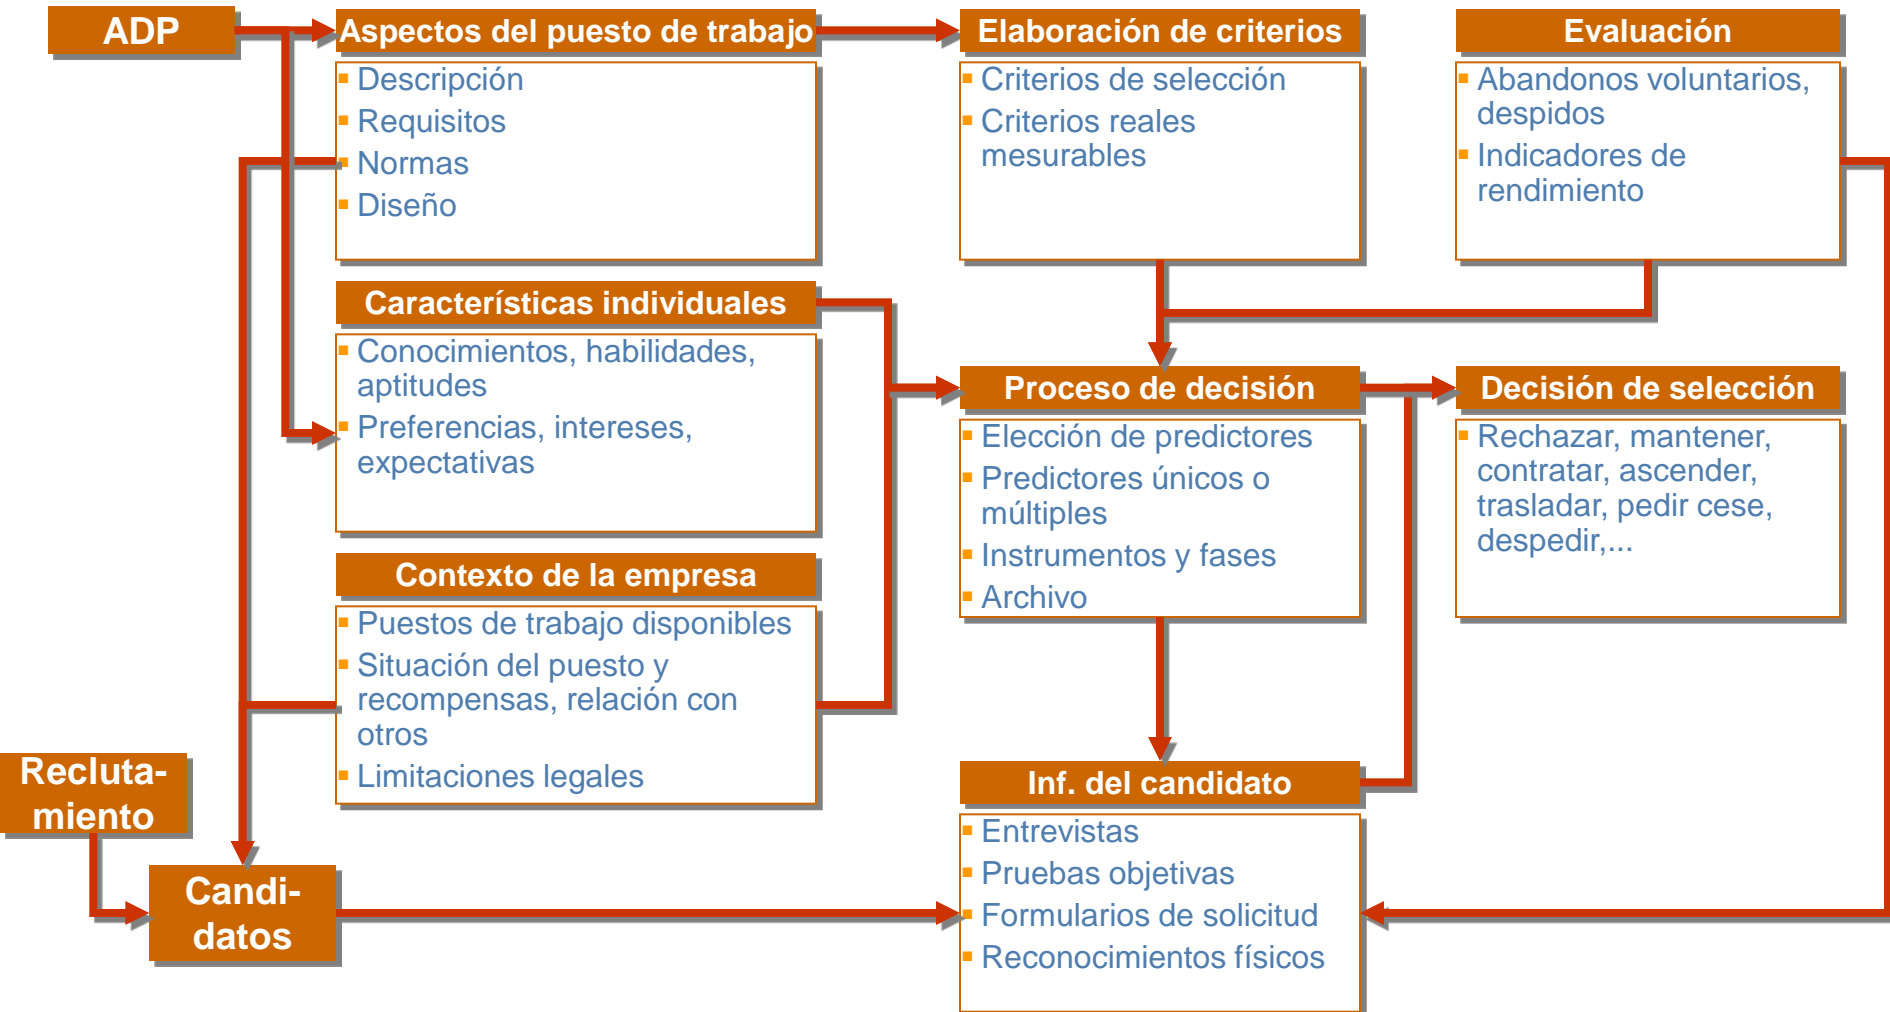 ADP
Aspectos del puesto de trabajo
Descripción
Requisitos
Normas
Diseño
Elaboración de criterios
Criterios de selección
Criterios reales
mesurables
Evaluación
Abandonos voluntarios,
despidos
Indicadores de
rendimiento
Características individuales
Conocimientos, habilidades,
aptitudes
Preferencias, intereses,
expectativas
Proceso de decisión
Elección de predictores
Predictores únicos o
múltiples
Instrumentos y fases
Archivo
Decisión de selección
Rechazar, mantener,
contratar, ascender,
trasladar, pedir cese,
despedir,...
Contexto de la empresa
Puestos de trabajo disponibles
Situación del puesto y
recompensas, relación con
otros
Limitaciones legales
Recluta-
miento
Candi-
datos
Inf. del candidato
Entrevistas
Pruebas objetivas
Formularios de solicitud
Reconocimientos físicos